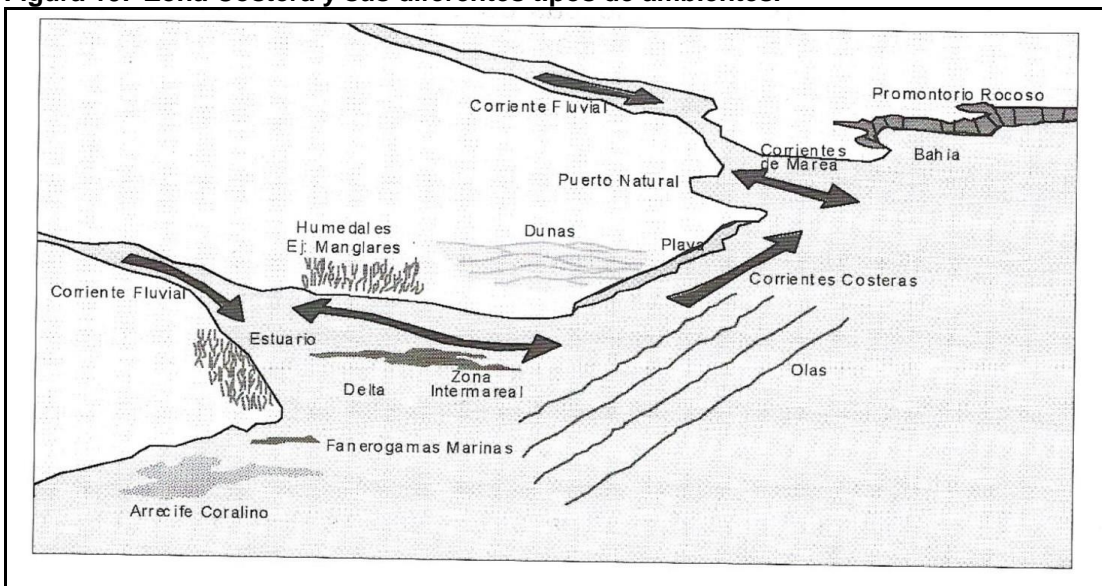 Figura 10. Zona Costera y sus diferentes tipos de ambientes.
Corriente Fluvial
Promontorio Rocoso
Corrientes
de Marea
Bahía
Puerto Natural
Humedales
Ej: Manglares
Dunas
Playa
Corriente Fluvial
Corrientes Costeras
Estuario
Zona
Intermareal
Delta
Olas
Fanerogamas Marinas
Arrecife Coralino